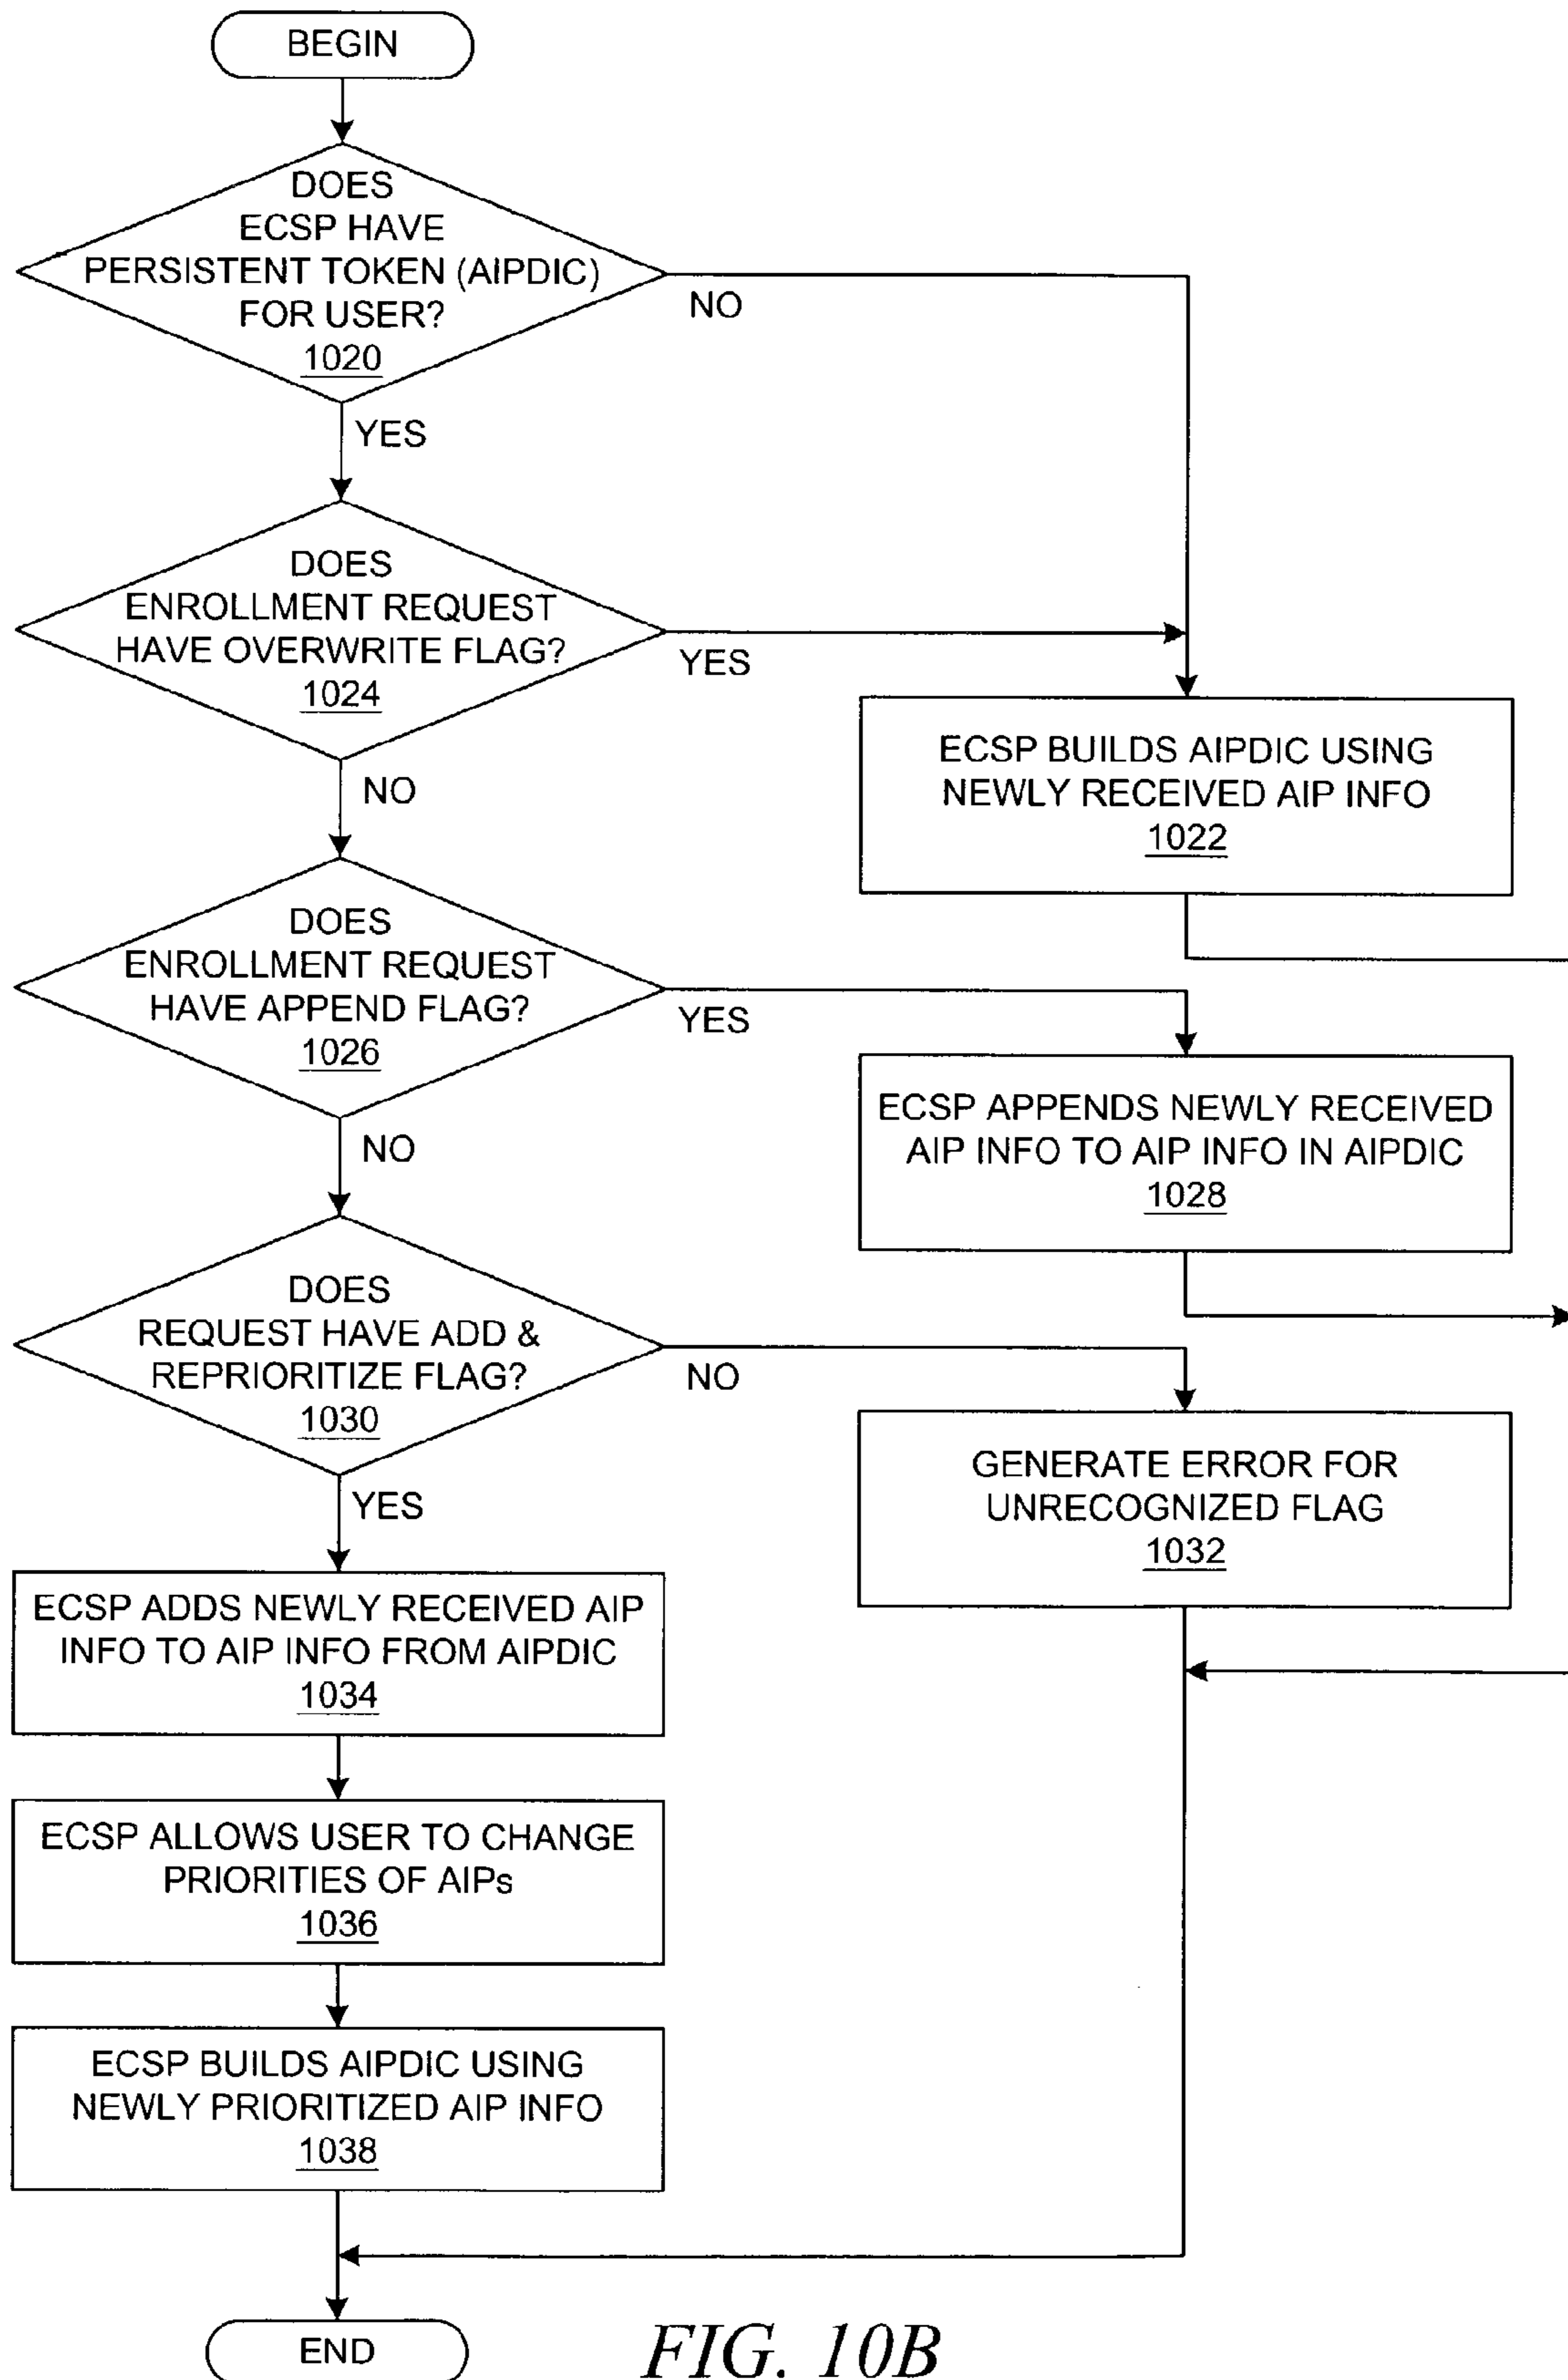 BEGIN
DOES
ECSP HAVE
PERSISTENT TOKEN (AIPDIC)
FOR USER?
1020
NO
YES
DOES
ENROLLMENT REQUEST
HAVE OVERWRITE FLAG?
1024
YES
NO
ECSP BUILDS AIPDIC USING
NEWLY RECEIVED AIP INFO
1022
DOES
ENROLLMENT REQUEST
HAVE APPEND FLAG?
1026
YES
NO
ECSP APPENDS NEWLY RECEIVED
AIP INFO TO AIP INFO IN AIPDIC
1028
DOES
REQUEST HAVE ADD &
REPRIORITIZE FLAG?
1030
NO
YES
GENERATE ERROR FOR
UNRECOGNIZED FLAG
1032
ECSP ADDS NEWLY RECEIVED AIP
INFO TO AIP INFO FROM AIPDIC
1034
ECSP ALLOWS USER TO CHANGE
PRIORITIES OF AIPs
1036
ECSP BUILDS AIPDIC USING
NEWLY PRIORITIZED AIP INFO
1038
END
FIG. 10B